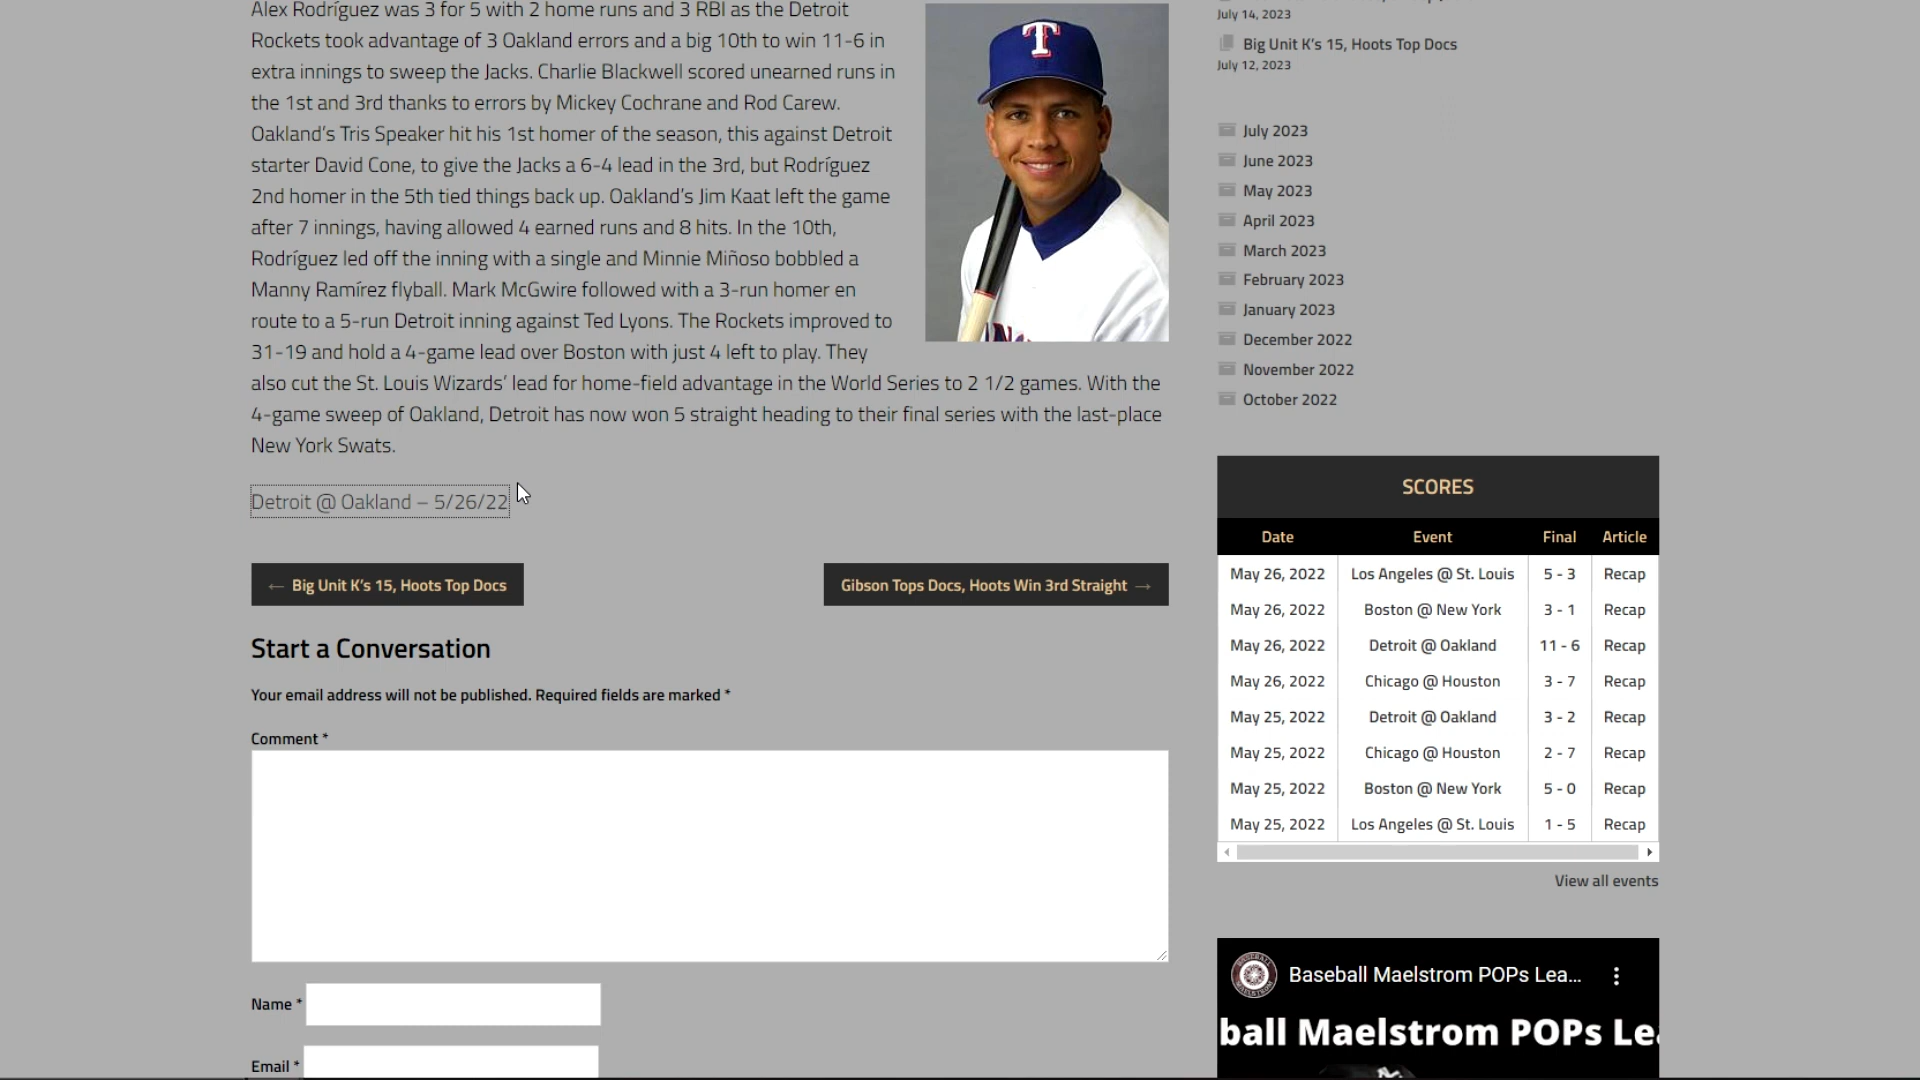 Alex Rodríguez was 3 for 5 with 2 home runs and 3 RBI as the Detroit
Rockets took advantage of 3 Oakland errors and a big 10th to win 11-6 in
extra innings to sweep the Jacks. Charlie Blackwell scored unearned runs in
the 1st and 3rd thanks to errors by Mickey Cochrane and Rod Carew.
Oakland's Tris Speaker hit his 1st homer of the season, this against Detroit
starter David Cone, to give the Jacks a 6-4 lead in the 3rd, but Rodríguez
2nd homer in the 5th tied things back up. Oakland's Jim Kaat left the game
after 7 innings, having allowed 4 earned runs and 8 hits. In the 10th,
Rodríguez led off the inning with a single and Minnie Miñoso bobbled a
Manny Ramírez flyball. Mark McGwire followed with a 3-run homer en
route to a 5-run Detroit inning against Ted Lyons. The Rockets improved to
31-19 and hold a 4-game lead over Boston with just 4 left to play. They
also cut the St. Louis Wizards' lead for home-field advantage in the World Series to 2 1/2 games. With the
4-game sweep of Oakland, Detroit has now won 5 straight heading to their final series with the last-place
New York Swats.
Detroit @ Oakland – 5/26/22
← Big Unit K's 15, Hoots Top Docs
Gibson Tops Docs, Hoots Win 3rd Straight →
Start a Conversation
Your email address will not be published. Required fields are marked *
Comment *
Name *
Email *
T
July 14, 2023
Big Unit K's 15, Hoots Top Docs
July 12, 2023
July 2023
June 2023
May 2023
April 2023
March 2023
February 2023
January 2023
December 2022
November 2022
October 2022
SCORES
Date Event Final Article
May 26, 2022 Los Angeles @ St. Louis 5 - 3 Recap
May 26, 2022 Boston @ New York 3 - 1 Recap
May 26, 2022 Detroit @ Oakland 11 - 6 Recap
May 26, 2022 Chicago @ Houston 3 - 7 Recap
May 25, 2022 Detroit @ Oakland 3 - 2 Recap
May 25, 2022 Chicago @ Houston 2 - 7 Recap
May 25, 2022 Boston @ New York 5 - 0 Recap
May 25, 2022 Los Angeles @ St. Louis 1 - 5 Recap
View all events
Baseball Maelstrom POPs Lea...
ball Maelstrom POPs Le